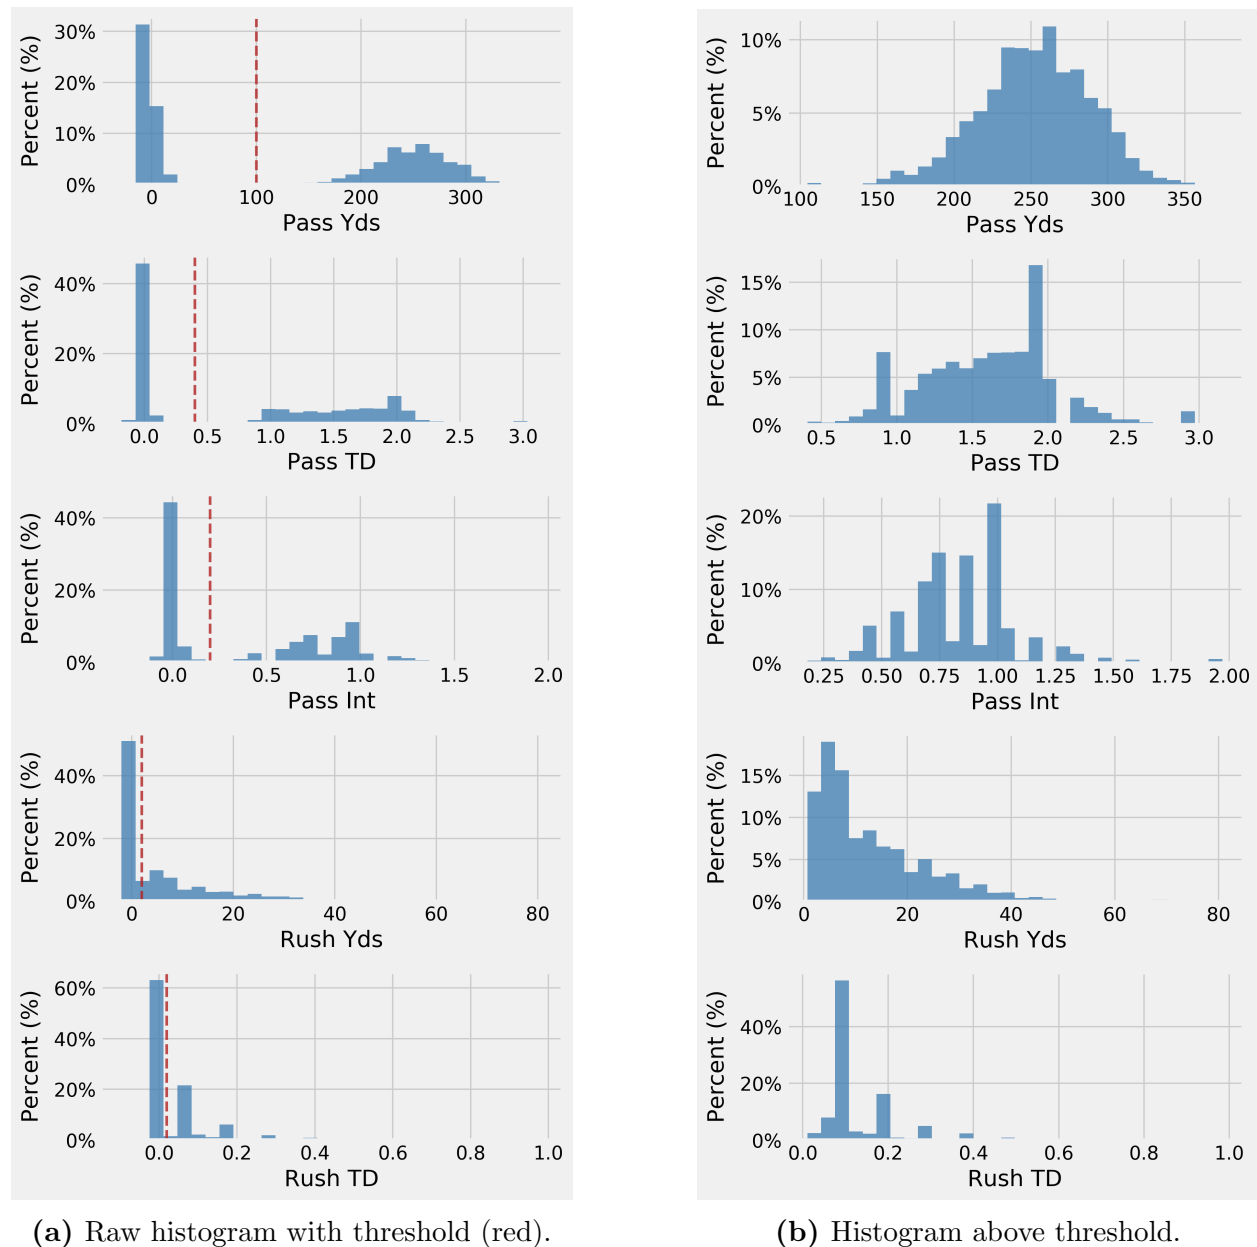 Percent (%)
30%
20%
10%
0%
0 100 200 300
Pass Yds
Percent (%)
40%
20%
0%
0.0 0.5 1.0 1.5 2.0 2.5 3.0
Pass TD
Percent (%)
40%
20%
0%
0.0 0.5 1.0 1.5 2.0
Pass Int
Percent (%)
40%
20%
0%
0 20 40 60 80
Rush Yds
Percent (%)
60%
40%
20%
0%
0.0 0.2 0.4 0.6 0.8 1.0
Rush TD
(a) Raw histogram with threshold (red).
Percent (%)
10%
5%
0%
100 150 200 250 300 350
Pass Yds
Percent (%)
15%
10%
5%
0%
0.5 1.0 1.5 2.0 2.5 3.0
Pass TD
Percent (%)
20%
10%
0%
0.25 0.50 0.75 1.00 1.25 1.50 1.75 2.00
Pass Int
Percent (%)
15%
10%
5%
0%
0 20 40 60 80
Rush Yds
Percent (%)
40%
20%
0%
0.0 0.2 0.4 0.6 0.8 1.0
Rush TD
(b) Histogram above threshold.